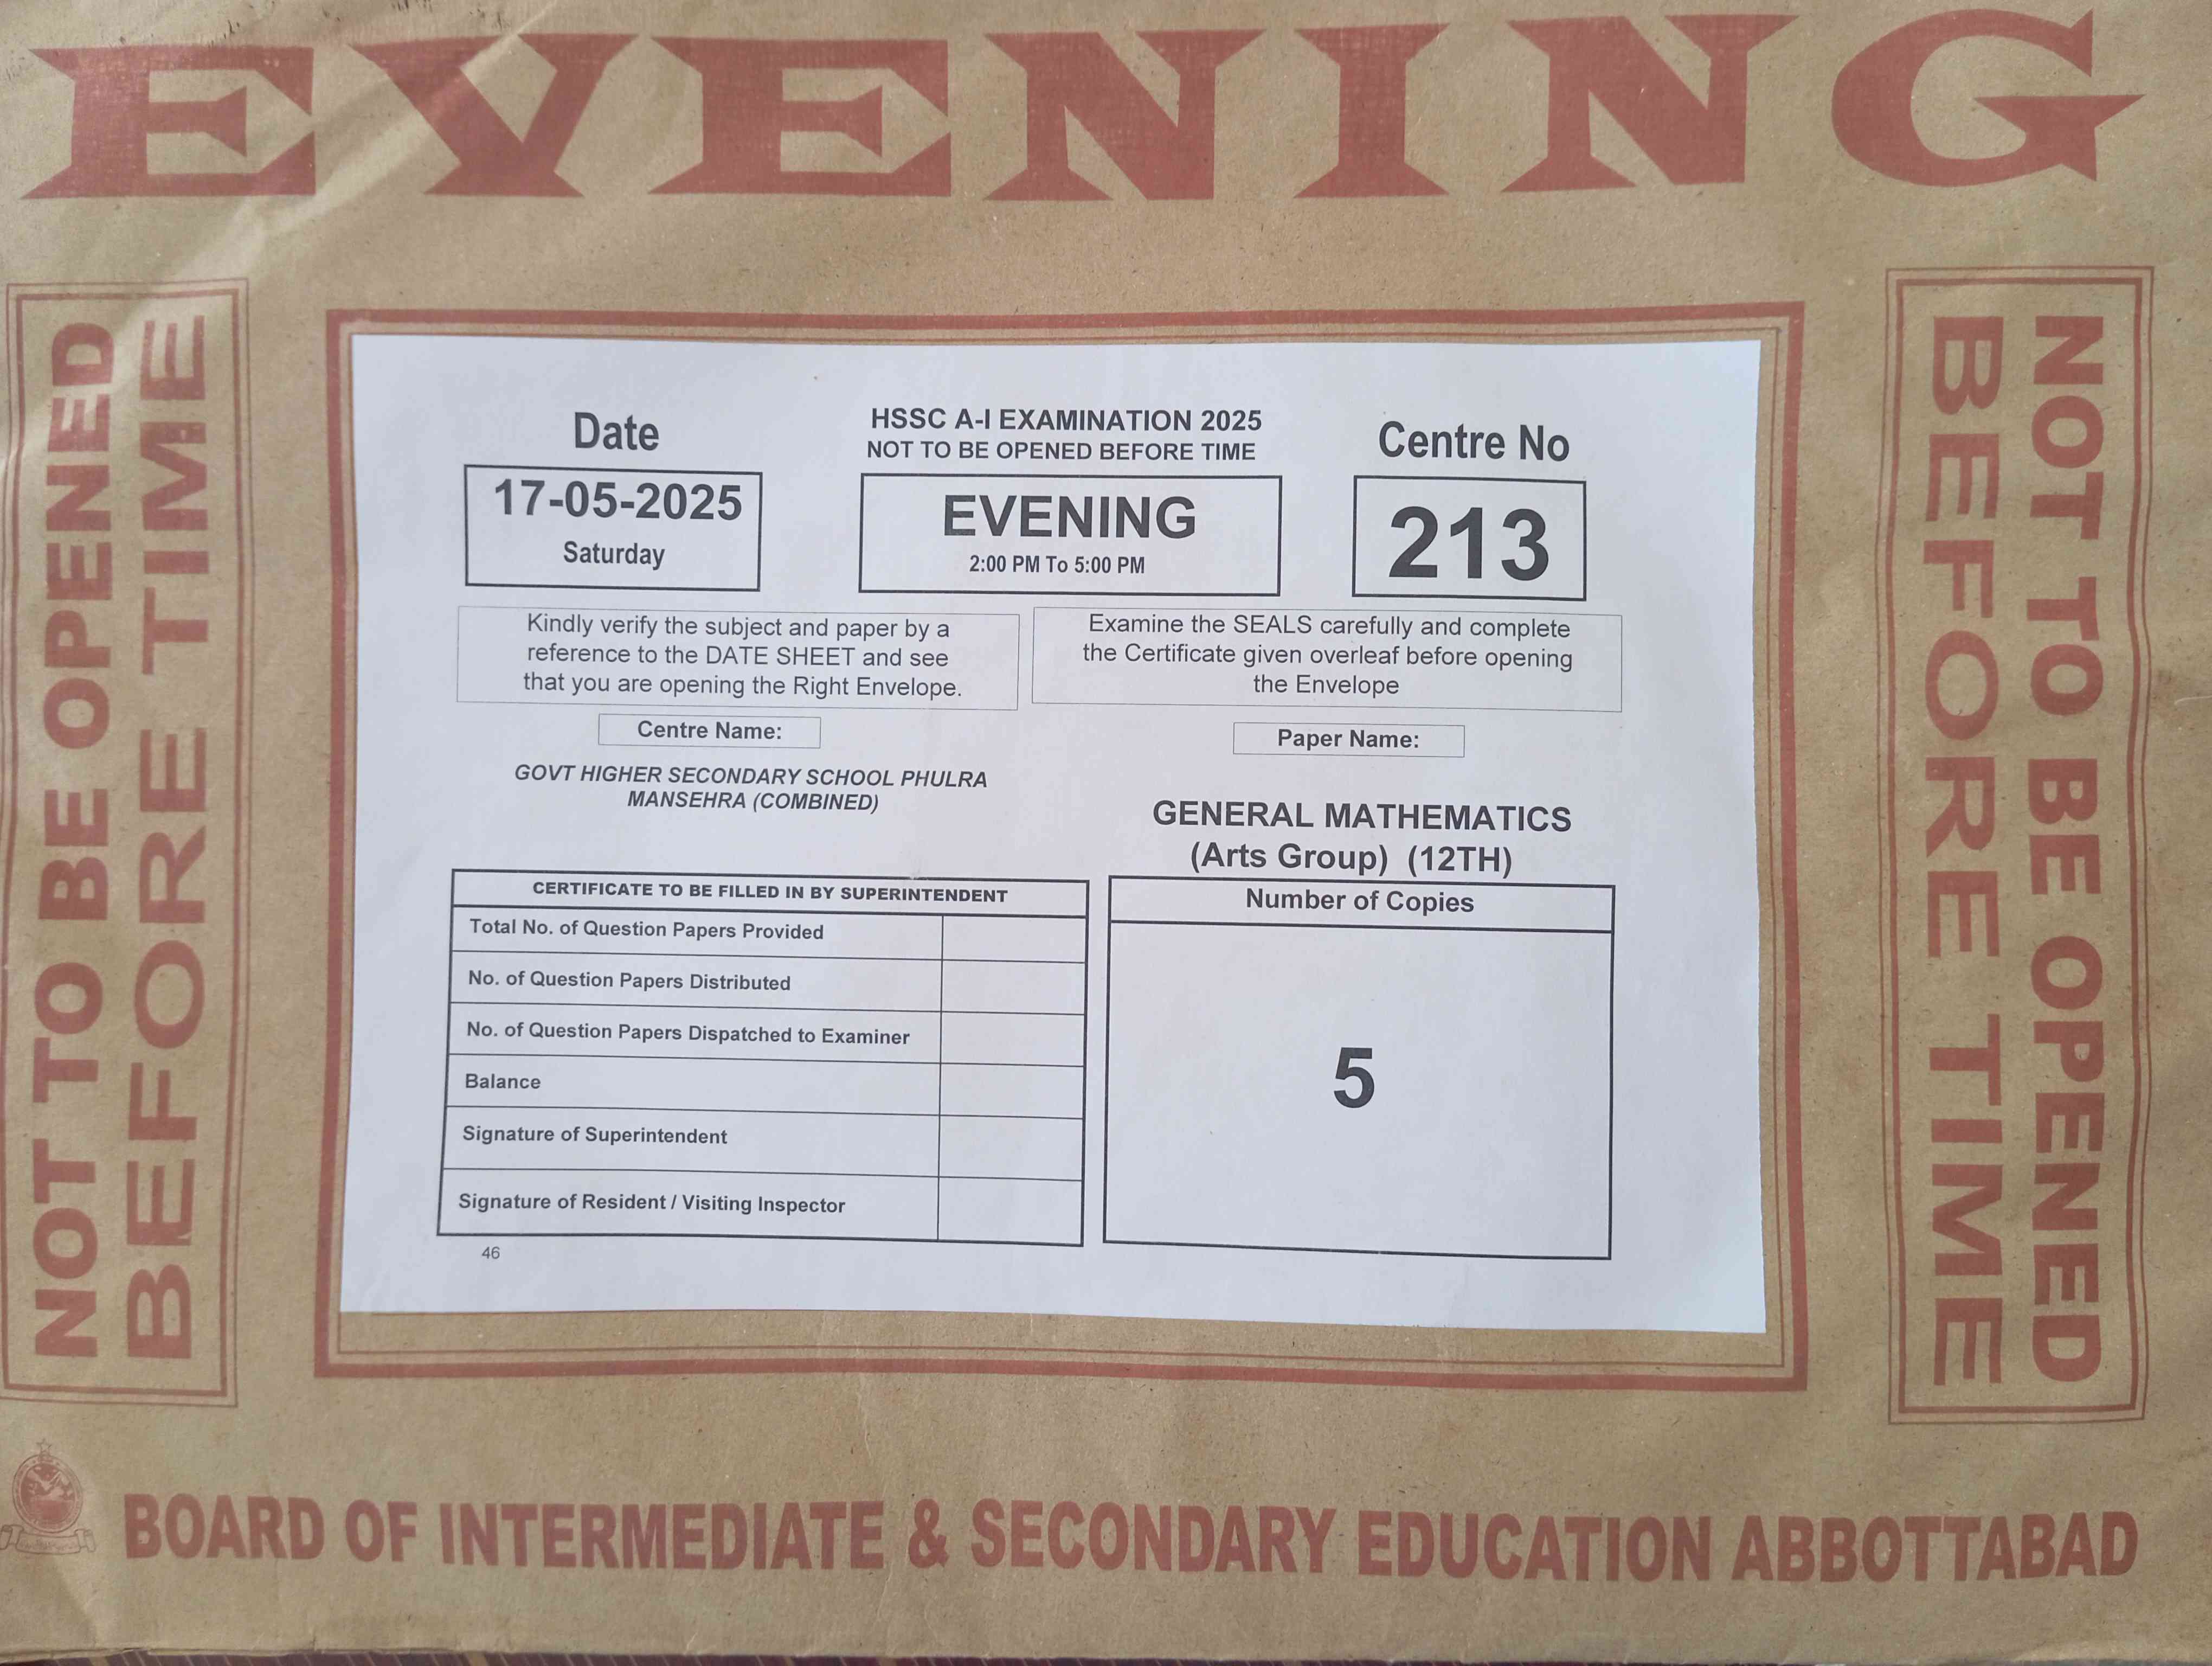 EVENING
NOT TO BE OPENED
BEFORE TIME
NOT TO BE OPENED
BEFORE TIME
Date
17-05-2025
Saturday
HSSC A-I EXAMINATION 2025
NOT TO BE OPENED BEFORE TIME
EVENING
2:00 PM To 5:00 PM
Centre No
213
Kindly verify the subject and paper by a
reference to the DATE SHEET and see
that you are opening the Right Envelope.
Examine the SEALS carefully and complete
the Certificate given overleaf before opening
the Envelope
Centre Name:
GOVT HIGHER SECONDARY SCHOOL PHULRA
MANSEHRA (COMBINED)
Paper Name:
GENERAL MATHEMATICS
(Arts Group) (12TH)
CERTIFICATE TO BE FILLED IN BY SUPERINTENDENT
Total No. of Question Papers Provided
No. of Question Papers Distributed
No. of Question Papers Dispatched to Examiner
Balance
Signature of Superintendent
Signature of Resident / Visiting Inspector
Number of Copies
5
46
BOARD OF INTERMEDIATE & SECONDARY EDUCATION ABBOTTABAD